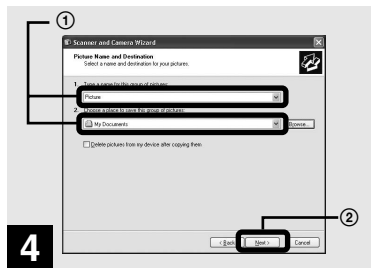 ①
Scanner and Camera Wizard
Picture Name and Destination
Select a name and destination for your pictures.
1. Type a name for this group of pictures:
Picture
2. Choose a place to save this group of pictures:
My Documents
Browse...
Delete pictures from my device after copying them
②
4
< Back
Next >
Cancel